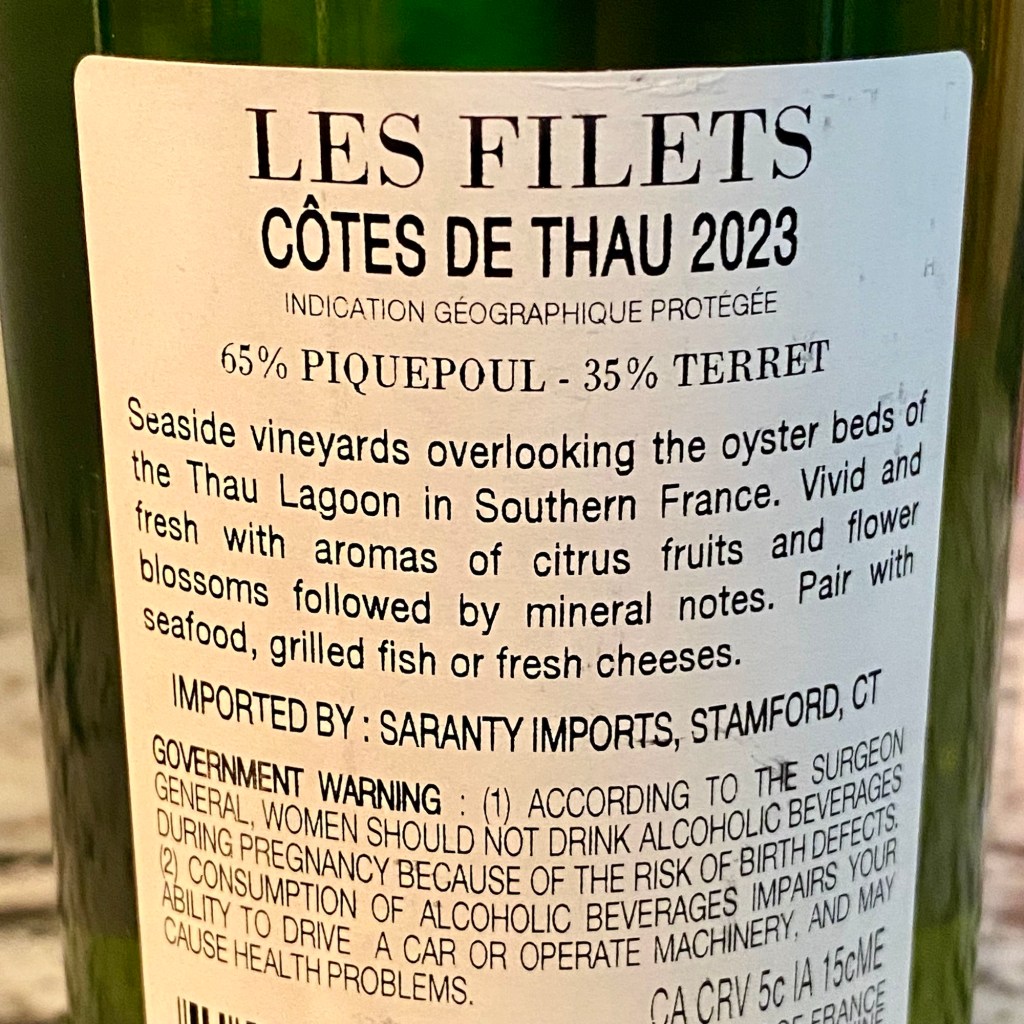 LES FILETS
CÔTES DE THAU 2023
INDICATION GÉOGRAPHIQUE PROTÉGÉE
65% PIQUEPOUL - 35% TERRET
Seaside vineyards overlooking the oyster beds of
the Thau Lagoon in Southern France. Vivid and
fresh with aromas of citrus fruits and flower
blossoms followed by mineral notes. Pair with
seafood, grilled fish or fresh cheeses.
IMPORTED BY : SARANTY IMPORTS, STAMFORD, CT
GOVERNMENT WARNING : (1) ACCORDING TO THE SURGEON
GENERAL, WOMEN SHOULD NOT DRINK ALCOHOLIC BEVERAGES
DURING PREGNANCY BECAUSE OF THE RISK OF BIRTH DEFECTS.
(2) CONSUMPTION OF ALCOHOLIC BEVERAGES IMPAIRS YOUR
ABILITY TO DRIVE A CAR OR OPERATE MACHINERY, AND MAY
CAUSE HEALTH PROBLEMS.
CA CRV 5c IA 15cME
FRANCE